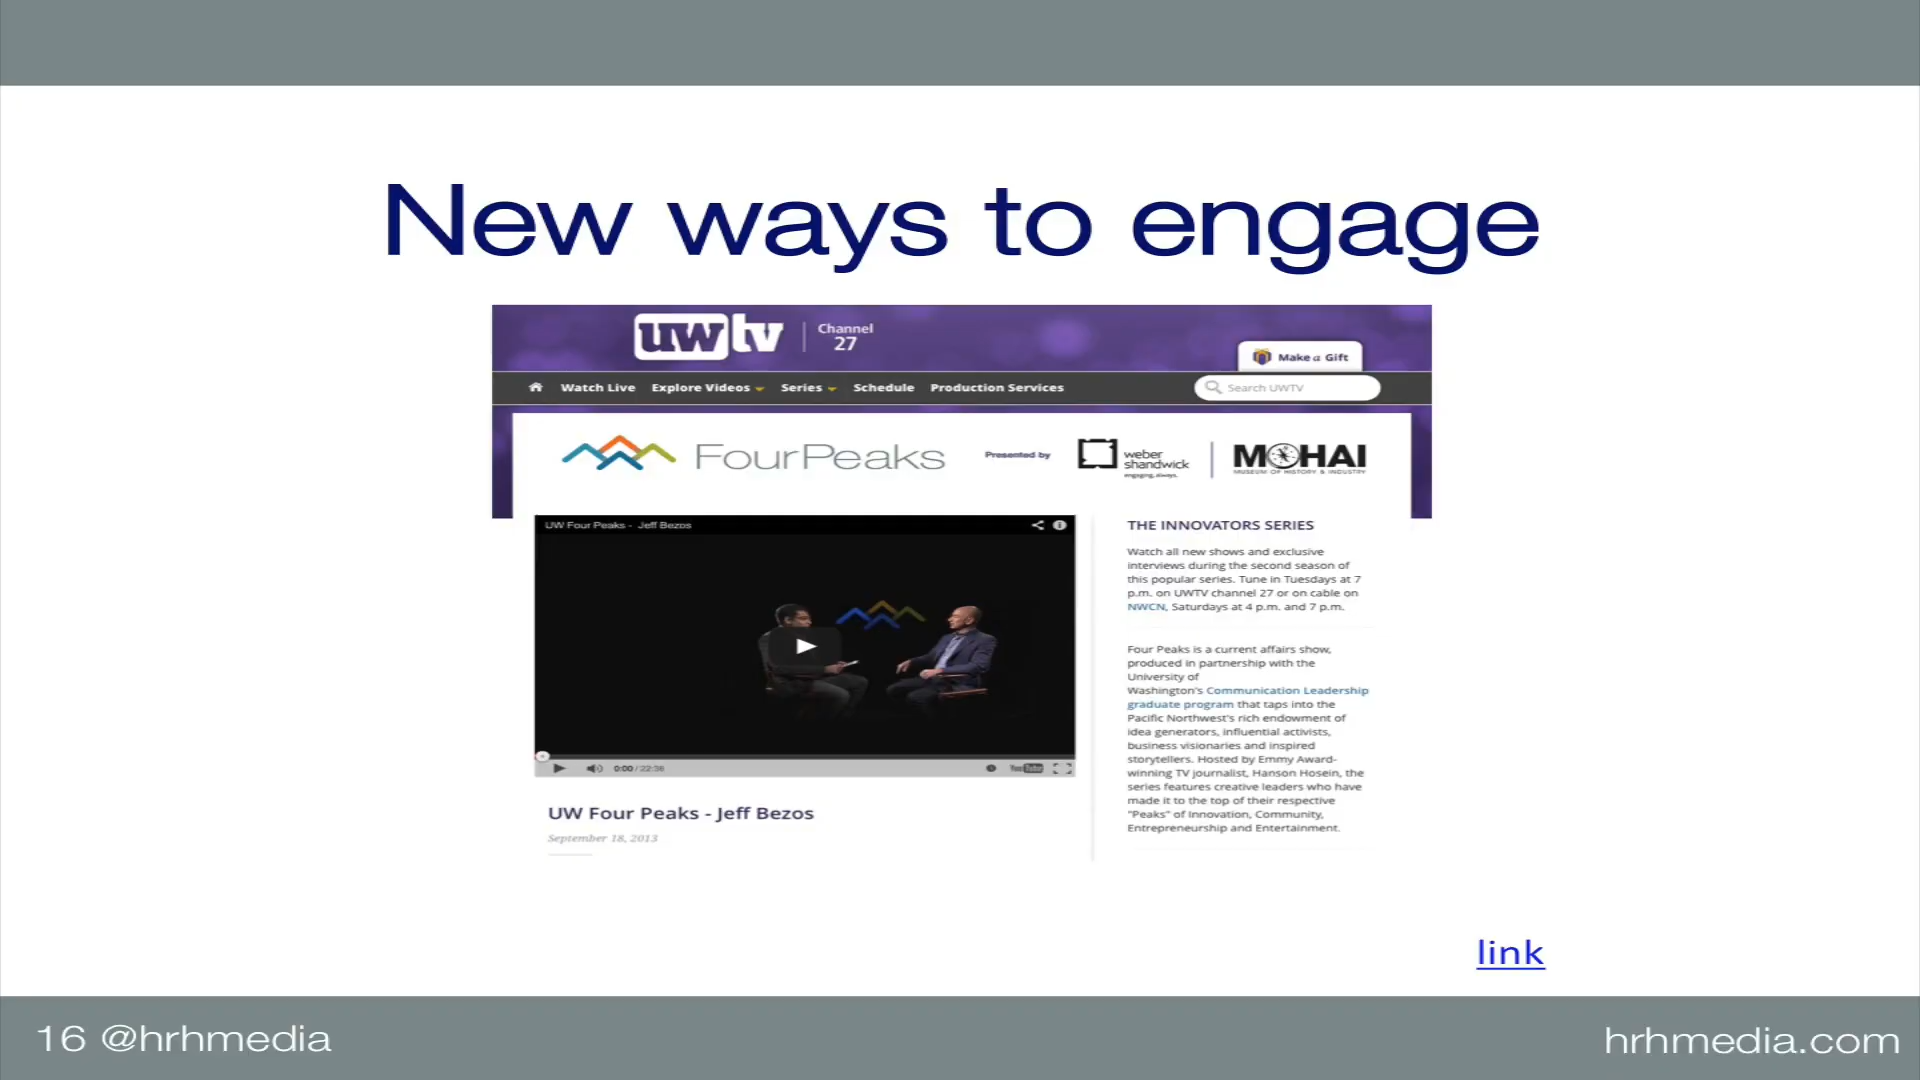 New ways to engage
uw tv Channel
27
Make a Gift
Watch Live Explore Videos Series Schedule Production Services Search UWTV
FourPeaks Presented by weber
shandwick
engaging, always.
MOHAI
MUSEUM OF HISTORY & INDUSTRY
UW Four Peaks - Jeff Bezos
0:00 / 22:36 YouTube
UW Four Peaks - Jeff Bezos
September 18, 2013
THE INNOVATORS SERIES
Watch all new shows and exclusive
interviews during the second season of
this popular series. Tune in Tuesdays at 7
p.m. on UWTV channel 27 or on cable on
NWCN, Saturdays at 4 p.m. and 7 p.m.
Four Peaks is a current affairs show,
produced in partnership with the
University of
Washington's Communication Leadership
graduate program that taps into the
Pacific Northwest's rich endowment of
idea generators, influential activists,
business visionaries and inspired
storytellers. Hosted by Emmy Award-
winning TV journalist, Hanson Hosein, the
series features creative leaders who have
made it to the top of their respective
"Peaks" of Innovation, Community,
Entrepreneurship and Entertainment.
link
16 @hrhmedia
hrhmedia.com